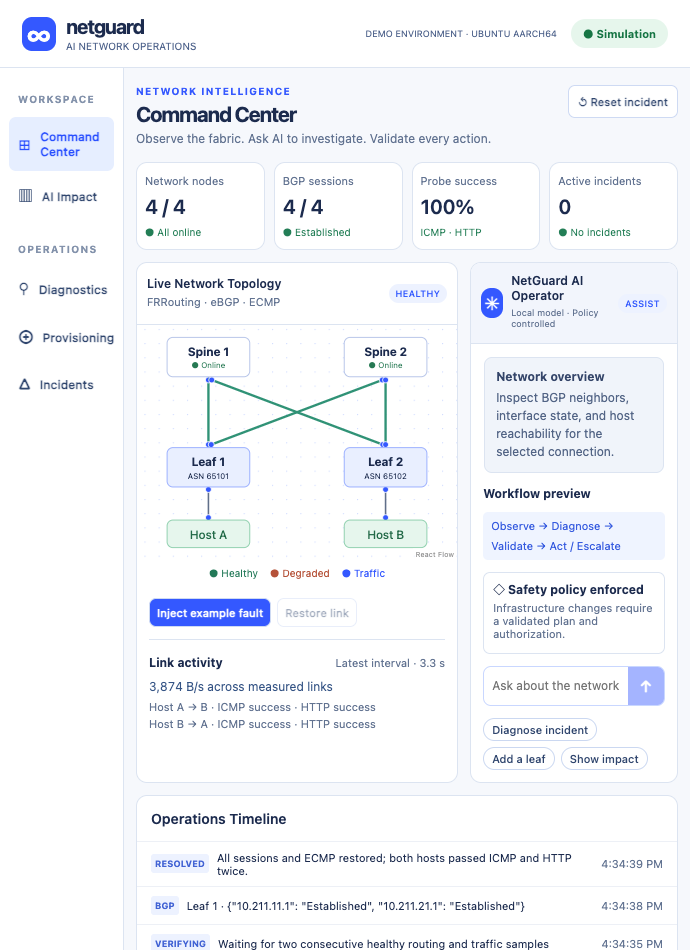 netguard
AI NETWORK OPERATIONS
DEMO ENVIRONMENT · UBUNTU AARCH64
Simulation
WORKSPACE
Command
Center
AI Impact
OPERATIONS
Diagnostics
Provisioning
Incidents
NETWORK INTELLIGENCE
Command Center
Observe the fabric. Ask AI to investigate. Validate every action.
Reset incident
Network nodes
4 / 4
All online
BGP sessions
4 / 4
Established
Probe success
100%
ICMP · HTTP
Active incidents
0
No incidents
Live Network Topology
FRRouting · eBGP · ECMP
HEALTHY
Spine 1
Online
Spine 2
Online
Leaf 1
ASN 65101
Leaf 2
ASN 65102
Host A
Host B
React Flow
Healthy
Degraded
Traffic
Inject example fault
Restore link
Link activity
Latest interval · 3.3 s
3,874 B/s across measured links
Host A → B · ICMP success · HTTP success
Host B → A · ICMP success · HTTP success
NetGuard AI
Operator
Local model · Policy
controlled
ASSIST
Network overview
Inspect BGP neighbors,
interface state, and host
reachability for the
selected connection.
Workflow preview
Observe → Diagnose →
Validate → Act / Escalate
Safety policy enforced
Infrastructure changes require
a validated plan and
authorization.
Ask about the network
Diagnose incident
Add a leaf
Show impact
Operations Timeline
RESOLVED
All sessions and ECMP restored; both hosts passed ICMP and HTTP
twice.
4:34:39 PM
BGP
Leaf 1 · {"10.211.11.1": "Established", "10.211.21.1": "Established"}
4:34:38 PM
VERIFYING
Waiting for two consecutive healthy routing and traffic samples
4:34:35 PM